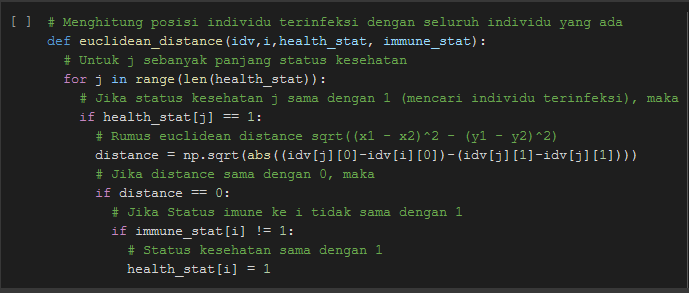 [ ] # Menghitung posisi individu terinfeksi dengan seluruh individu yang ada
def euclidean_distance(idv,i,health_stat, immune_stat):
# Untuk j sebanyak panjang status kesehatan
for j in range(len(health_stat)):
# Jika status kesehatan j sama dengan 1 (mencari individu terinfeksi), maka
if health_stat[j] == 1:
# Rumus euclidean distance sqrt((x1 - x2)^2 - (y1 - y2)^2)
distance = np.sqrt(abs((idv[j][0]-idv[i][0])-(idv[j][1]-idv[j][1])))
# Jika distance sama dengan 0, maka
if distance == 0:
# Jika Status imune ke i tidak sama dengan 1
if immune_stat[i] != 1:
# Status kesehatan sama dengan 1
health_stat[i] = 1